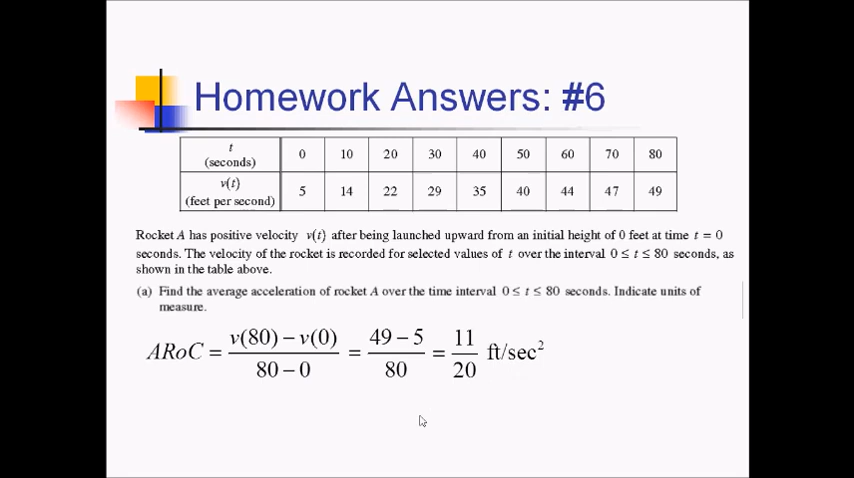 Homework Answers: #6
t (seconds) 0 10 20 30 40 50 60 70 80
v(t) (feet per second) 5 14 22 29 35 40 44 47 49
Rocket A has positive velocity v(t) after being launched upward from an initial height of 0 feet at time t = 0
seconds. The velocity of the rocket is recorded for selected values of t over the interval 0 ≤ t ≤ 80 seconds, as
shown in the table above.
(a) Find the average acceleration of rocket A over the time interval 0 ≤ t ≤ 80 seconds. Indicate units of
measure.
ARoC = (v(80) − v(0))/(80 − 0) = (49 − 5)/80 = 11/20 ft/sec²